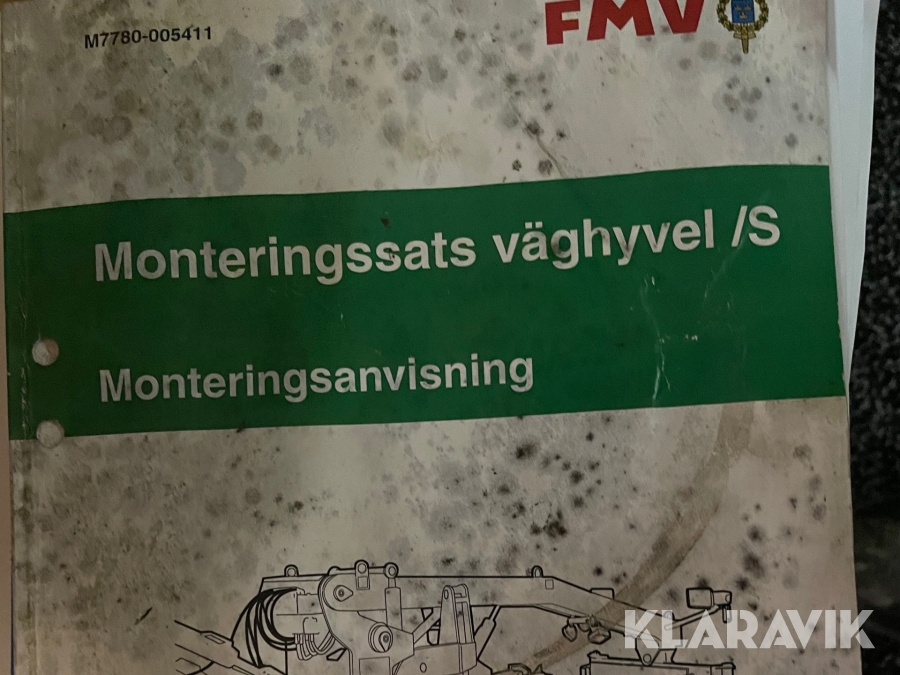 M7780-005411
FMV
Monteringssats väghyvel /S
Monteringsanvisning
KLARAVIK